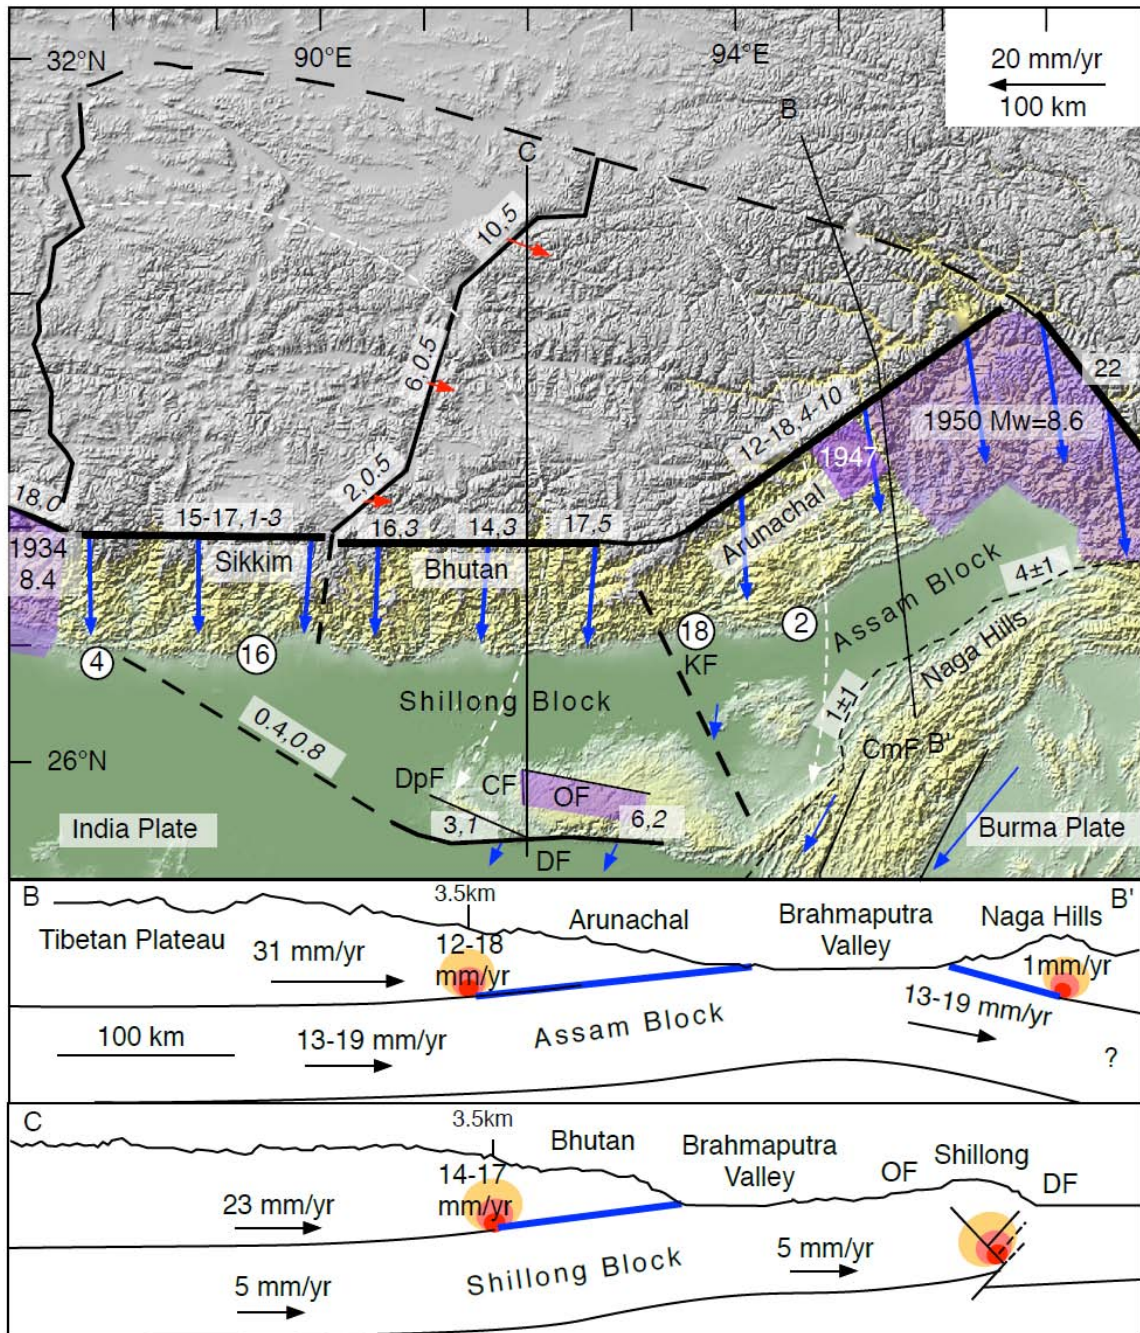 32°N
90°E
94°E
20 mm/yr
100 km
B
C
10,5
6,0.5
2,0.5
12-18,4-10
22
1950 Mw=8.6
1947
Arunachal
18,0
15-17,1-3
16,3
14,3
17,5
1934
8.4
Sikkim
Bhutan
4±1
Assam Block
4
16
18
2
KF
Naga Hills
Shillong Block
1±1
0.4,0.8
CmF
B'
26°N
DpF
CF
OF
3,1
6,2
India Plate
DF
Burma Plate
B
3.5km
B'
Tibetan Plateau
31 mm/yr
12-18
mm/yr
Arunachal
Brahmaputra
Valley
Naga Hills
1mm/yr
13-19 mm/yr
100 km
13-19 mm/yr
Assam Block
?
C
3.5km
Bhutan
Brahmaputra
Valley
OF
Shillong
DF
14-17
mm/yr
23 mm/yr
5 mm/yr
Shillong Block
5 mm/yr